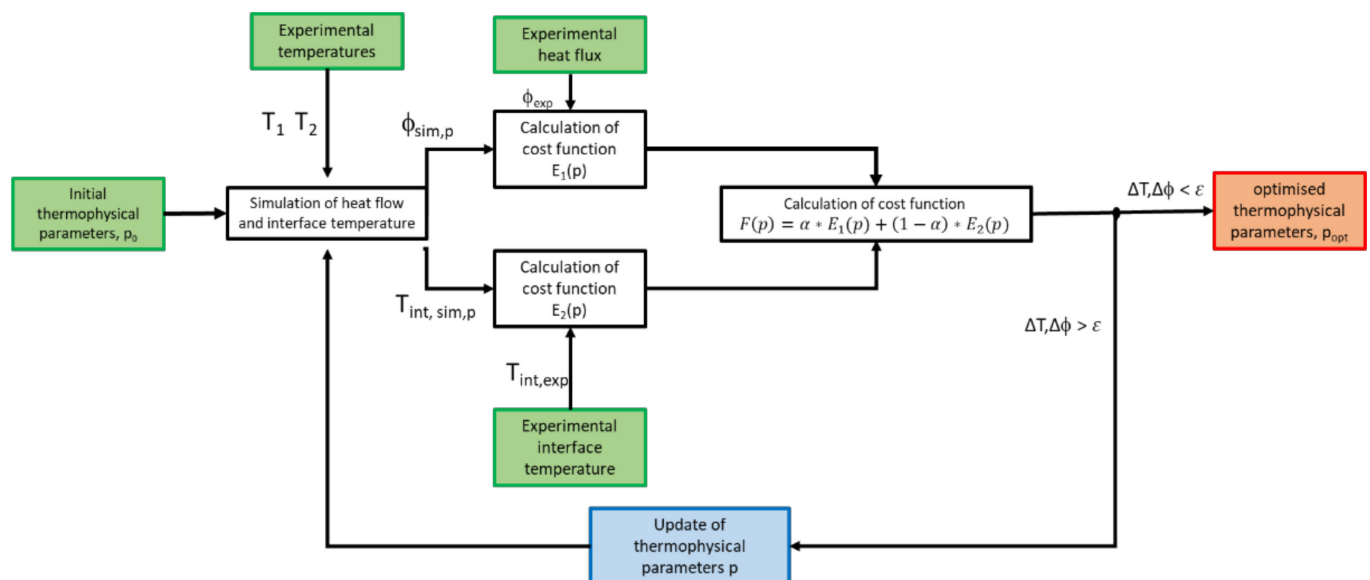 Experimental
temperatures
Experimental
heat flux
T₁ T₂
ϕsim,p
ϕexp
Calculation of
cost function
E₁(p)
Initial
thermophysical
parameters, p₀
Simulation of heat flow
and interface temperature
Calculation of cost function
F(p) = α ∗ E₁(p) + (1 − α) ∗ E₂(p)
ΔT,Δϕ < ε
optimised
thermophysical
parameters, popt
Tint, sim,p
Calculation of
cost function
E₂(p)
ΔT,Δϕ > ε
Tint,exp
Experimental
interface
temperature
Update of
thermophysical
parameters p